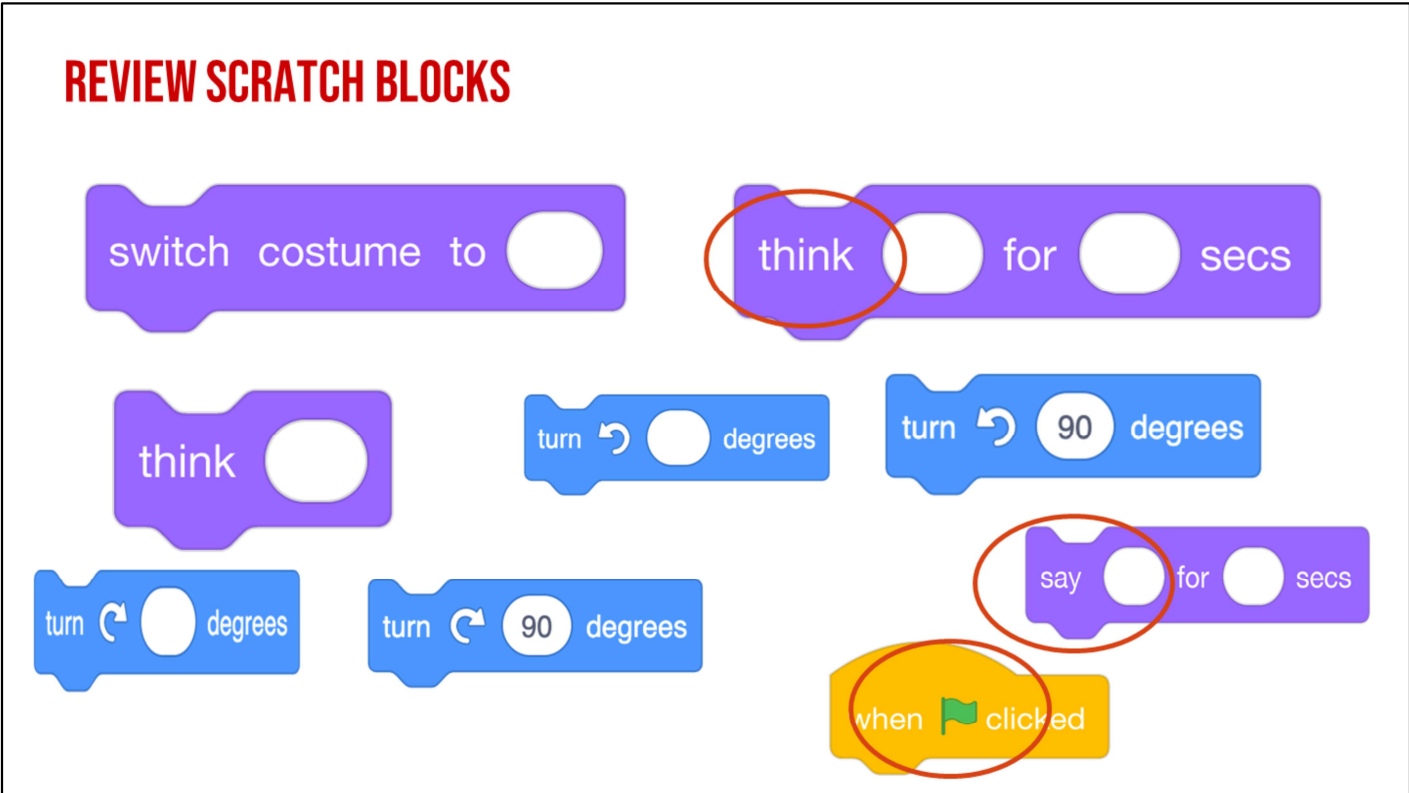 REVIEW SCRATCH BLOCKS
switch costume to
think for secs
think
turn degrees
turn 90 degrees
say for secs
turn degrees
turn 90 degrees
when clicked